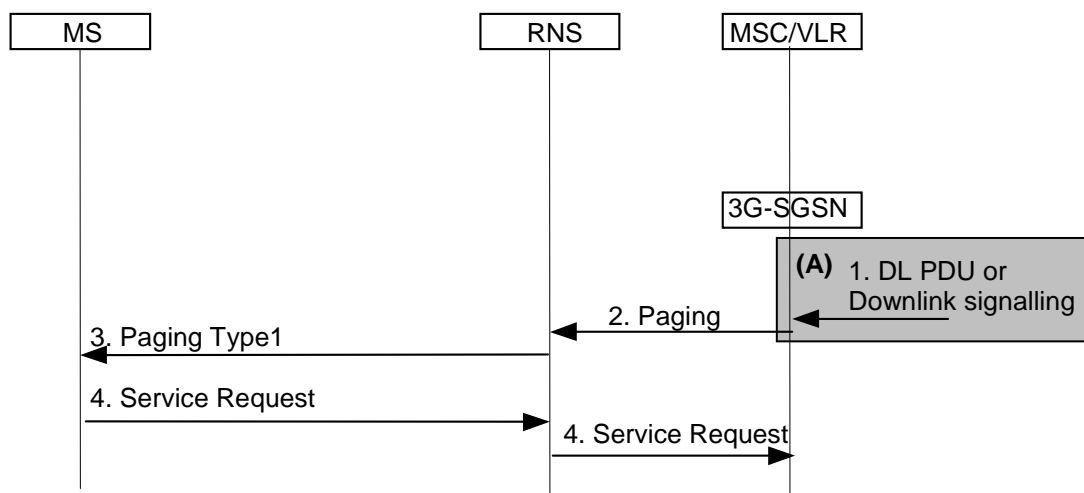 MS
RNS
MSC/VLR
3G-SGSN
(A) 1. DL PDU or
Downlink signalling
2. Paging
3. Paging Type1
4. Service Request
4. Service Request